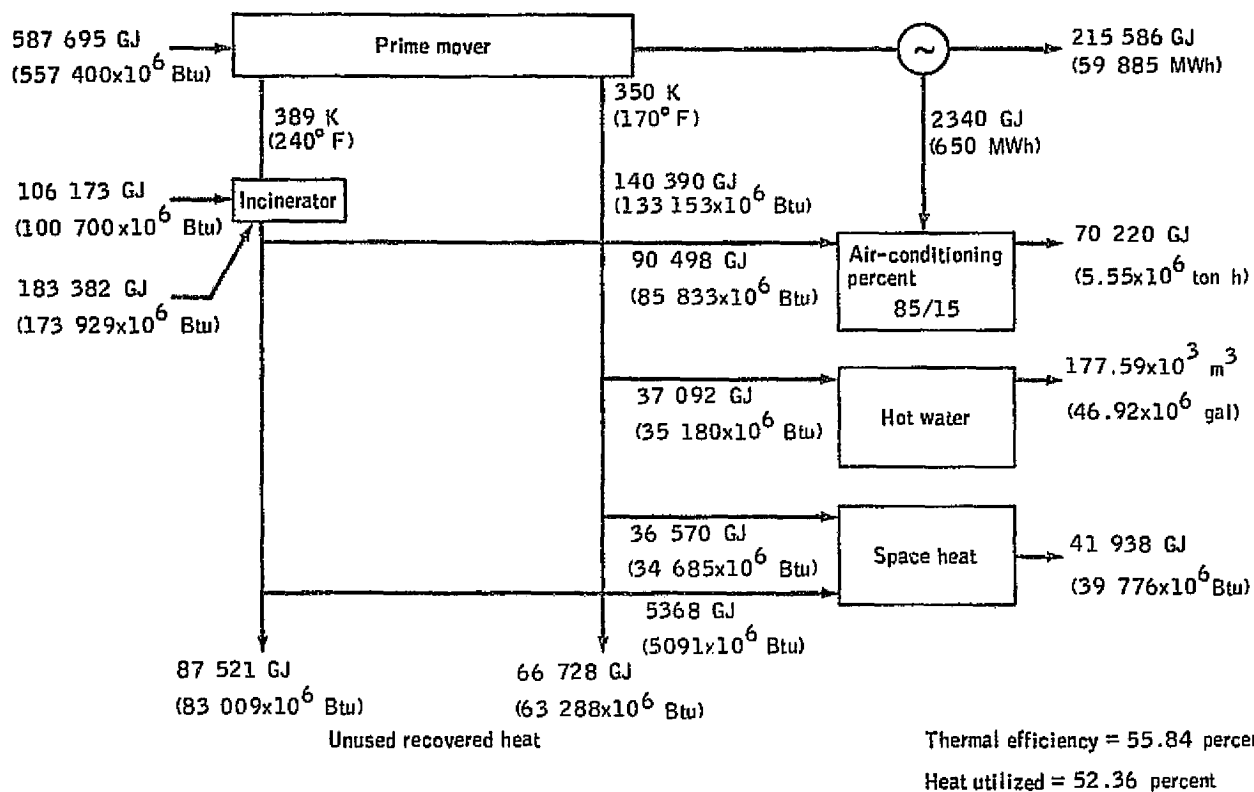 587 695 GJ
(557 400x10⁶ Btu)
Prime mover
~
215 586 GJ
(59 885 MWh)
389 K
(240° F)
350 K
(170° F)
2340 GJ
(650 MWh)
106 173 GJ
(100 700x10⁶ Btu)
Incinerator
140 390 GJ
(133 153x10⁶ Btu)
183 382 GJ
(173 929x10⁶ Btu)
90 498 GJ
(85 833x10⁶ Btu)
Air-conditioning
percent
85/15
70 220 GJ
(5.55x10⁶ ton h)
37 092 GJ
(35 180x10⁶ Btu)
Hot water
177.59x10³ m³
(46.92x10⁶ gal)
36 570 GJ
(34 685x10⁶ Btu)
Space heat
41 938 GJ
(39 776x10⁶ Btu)
5368 GJ
(5091x10⁶ Btu)
87 521 GJ
(83 009x10⁶ Btu)
66 728 GJ
(63 288x10⁶ Btu)
Unused recovered heat
Thermal efficiency = 55.84 perce
Heat utilized = 52.36 percent